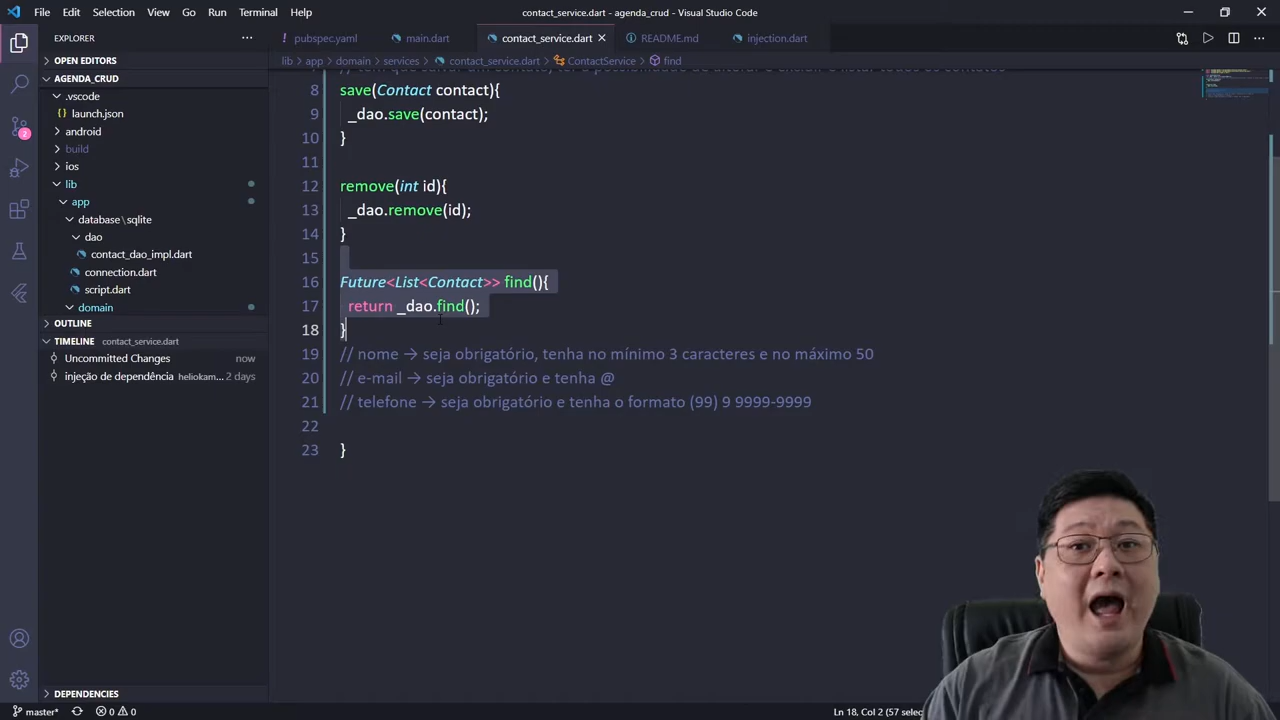 File Edit Selection View Go Run Terminal Help
contact_service.dart - agenda_crud - Visual Studio Code
EXPLORER
OPEN EDITORS
AGENDA_CRUD
.vscode
launch.json
android
build
ios
lib
app
database\sqlite
dao
contact_dao_impl.dart
connection.dart
script.dart
domain
OUTLINE
TIMELINE contact_service.dart
Uncommitted Changes now
injeção de dependência heliokam... 2 days
DEPENDENCIES
pubspec.yaml main.dart contact_service.dart README.md injection.dart
lib > app > domain > services > contact_service.dart > ContactService > find
8 save(Contact contact){
9 _dao.save(contact);
10 }
11
12 remove(int id){
13 _dao.remove(id);
14 }
15
16 Future<List<Contact>> find(){
17 return _dao.find();
18 }
19 // nome -> seja obrigatório, tenha no mínimo 3 caracteres e no máximo 50
20 // e-mail -> seja obrigatório e tenha @
21 // telefone -> seja obrigatório e tenha o formato (99) 9 9999-9999
22
23 }
2
master* 0 0
Ln 18, Col 2 (57 selec